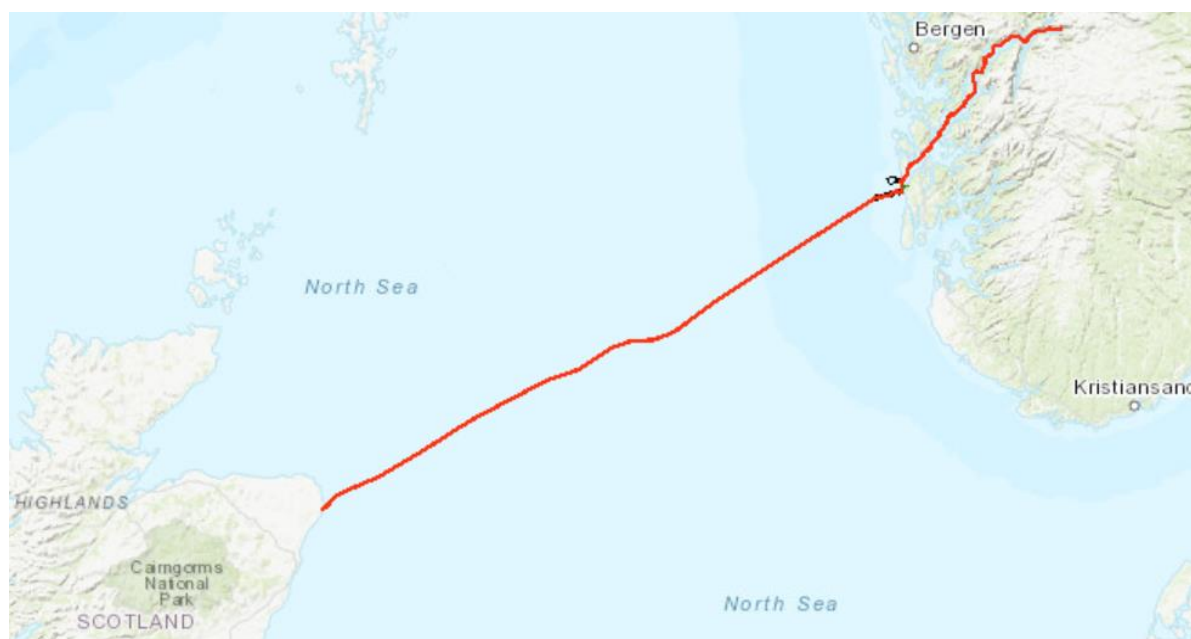 Bergen
North Sea
Kristiansand
HIGHLANDS
Cairngorms
National
Park
SCOTLAND
North Sea